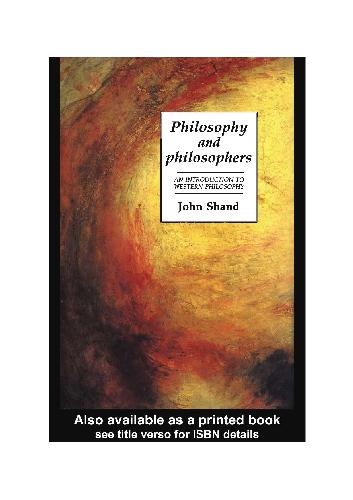 Philosophy
and
philosophers
AN INTRODUCTION TO
WESTERN PHILOSOPHY
John Shand
Also available as a printed book
see title verso for ISBN details